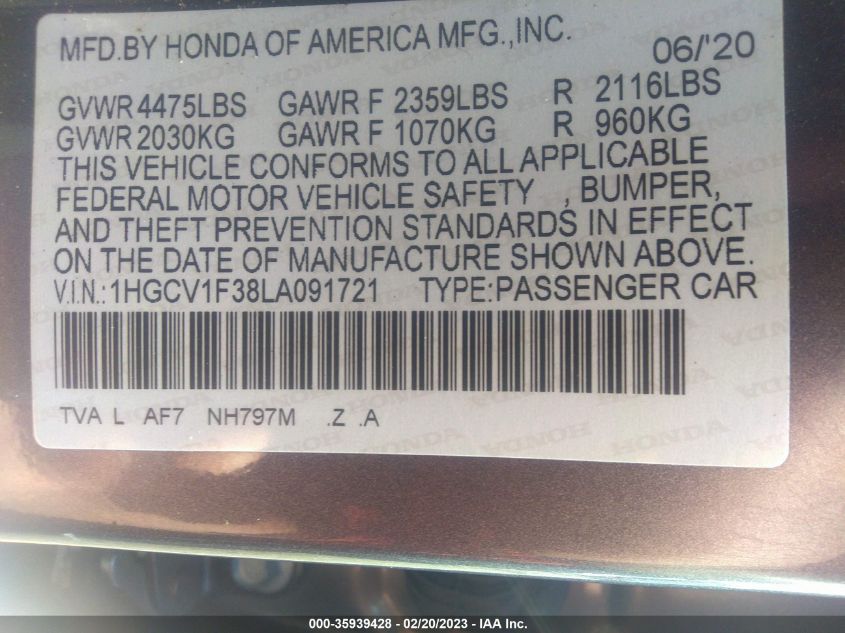 MFD.BY HONDA OF AMERICA MFG.,INC. 06/'20
GVWR 4475LBS GAWR F 2359LBS R 2116LBS
GVWR 2030KG GAWR F 1070KG R 960KG
THIS VEHICLE CONFORMS TO ALL APPLICABLE
FEDERAL MOTOR VEHICLE SAFETY , BUMPER,
AND THEFT PREVENTION STANDARDS IN EFFECT
ON THE DATE OF MANUFACTURE SHOWN ABOVE.
V.I.N.:1HGCV1F38LA091721 TYPE:PASSENGER CAR
TVA L AF7 NH797M .Z .A
000-35939428 - 02/20/2023 - IAA Inc.